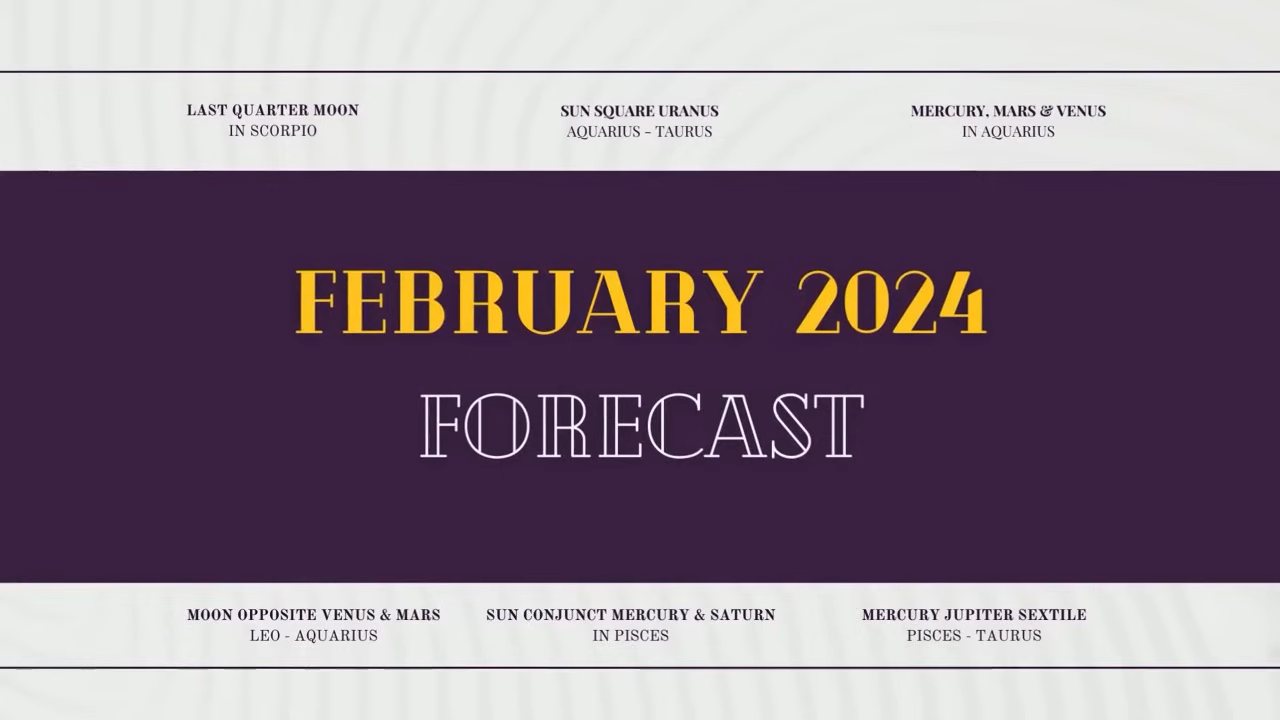 LAST QUARTER MOON
IN SCORPIO
SUN SQUARE URANUS
AQUARIUS – TAURUS
MERCURY, MARS & VENUS
IN AQUARIUS
FEBRUARY 2024
FORECAST
MOON OPPOSITE VENUS & MARS
LEO - AQUARIUS
SUN CONJUNCT MERCURY & SATURN
IN PISCES
MERCURY JUPITER SEXTILE
PISCES - TAURUS